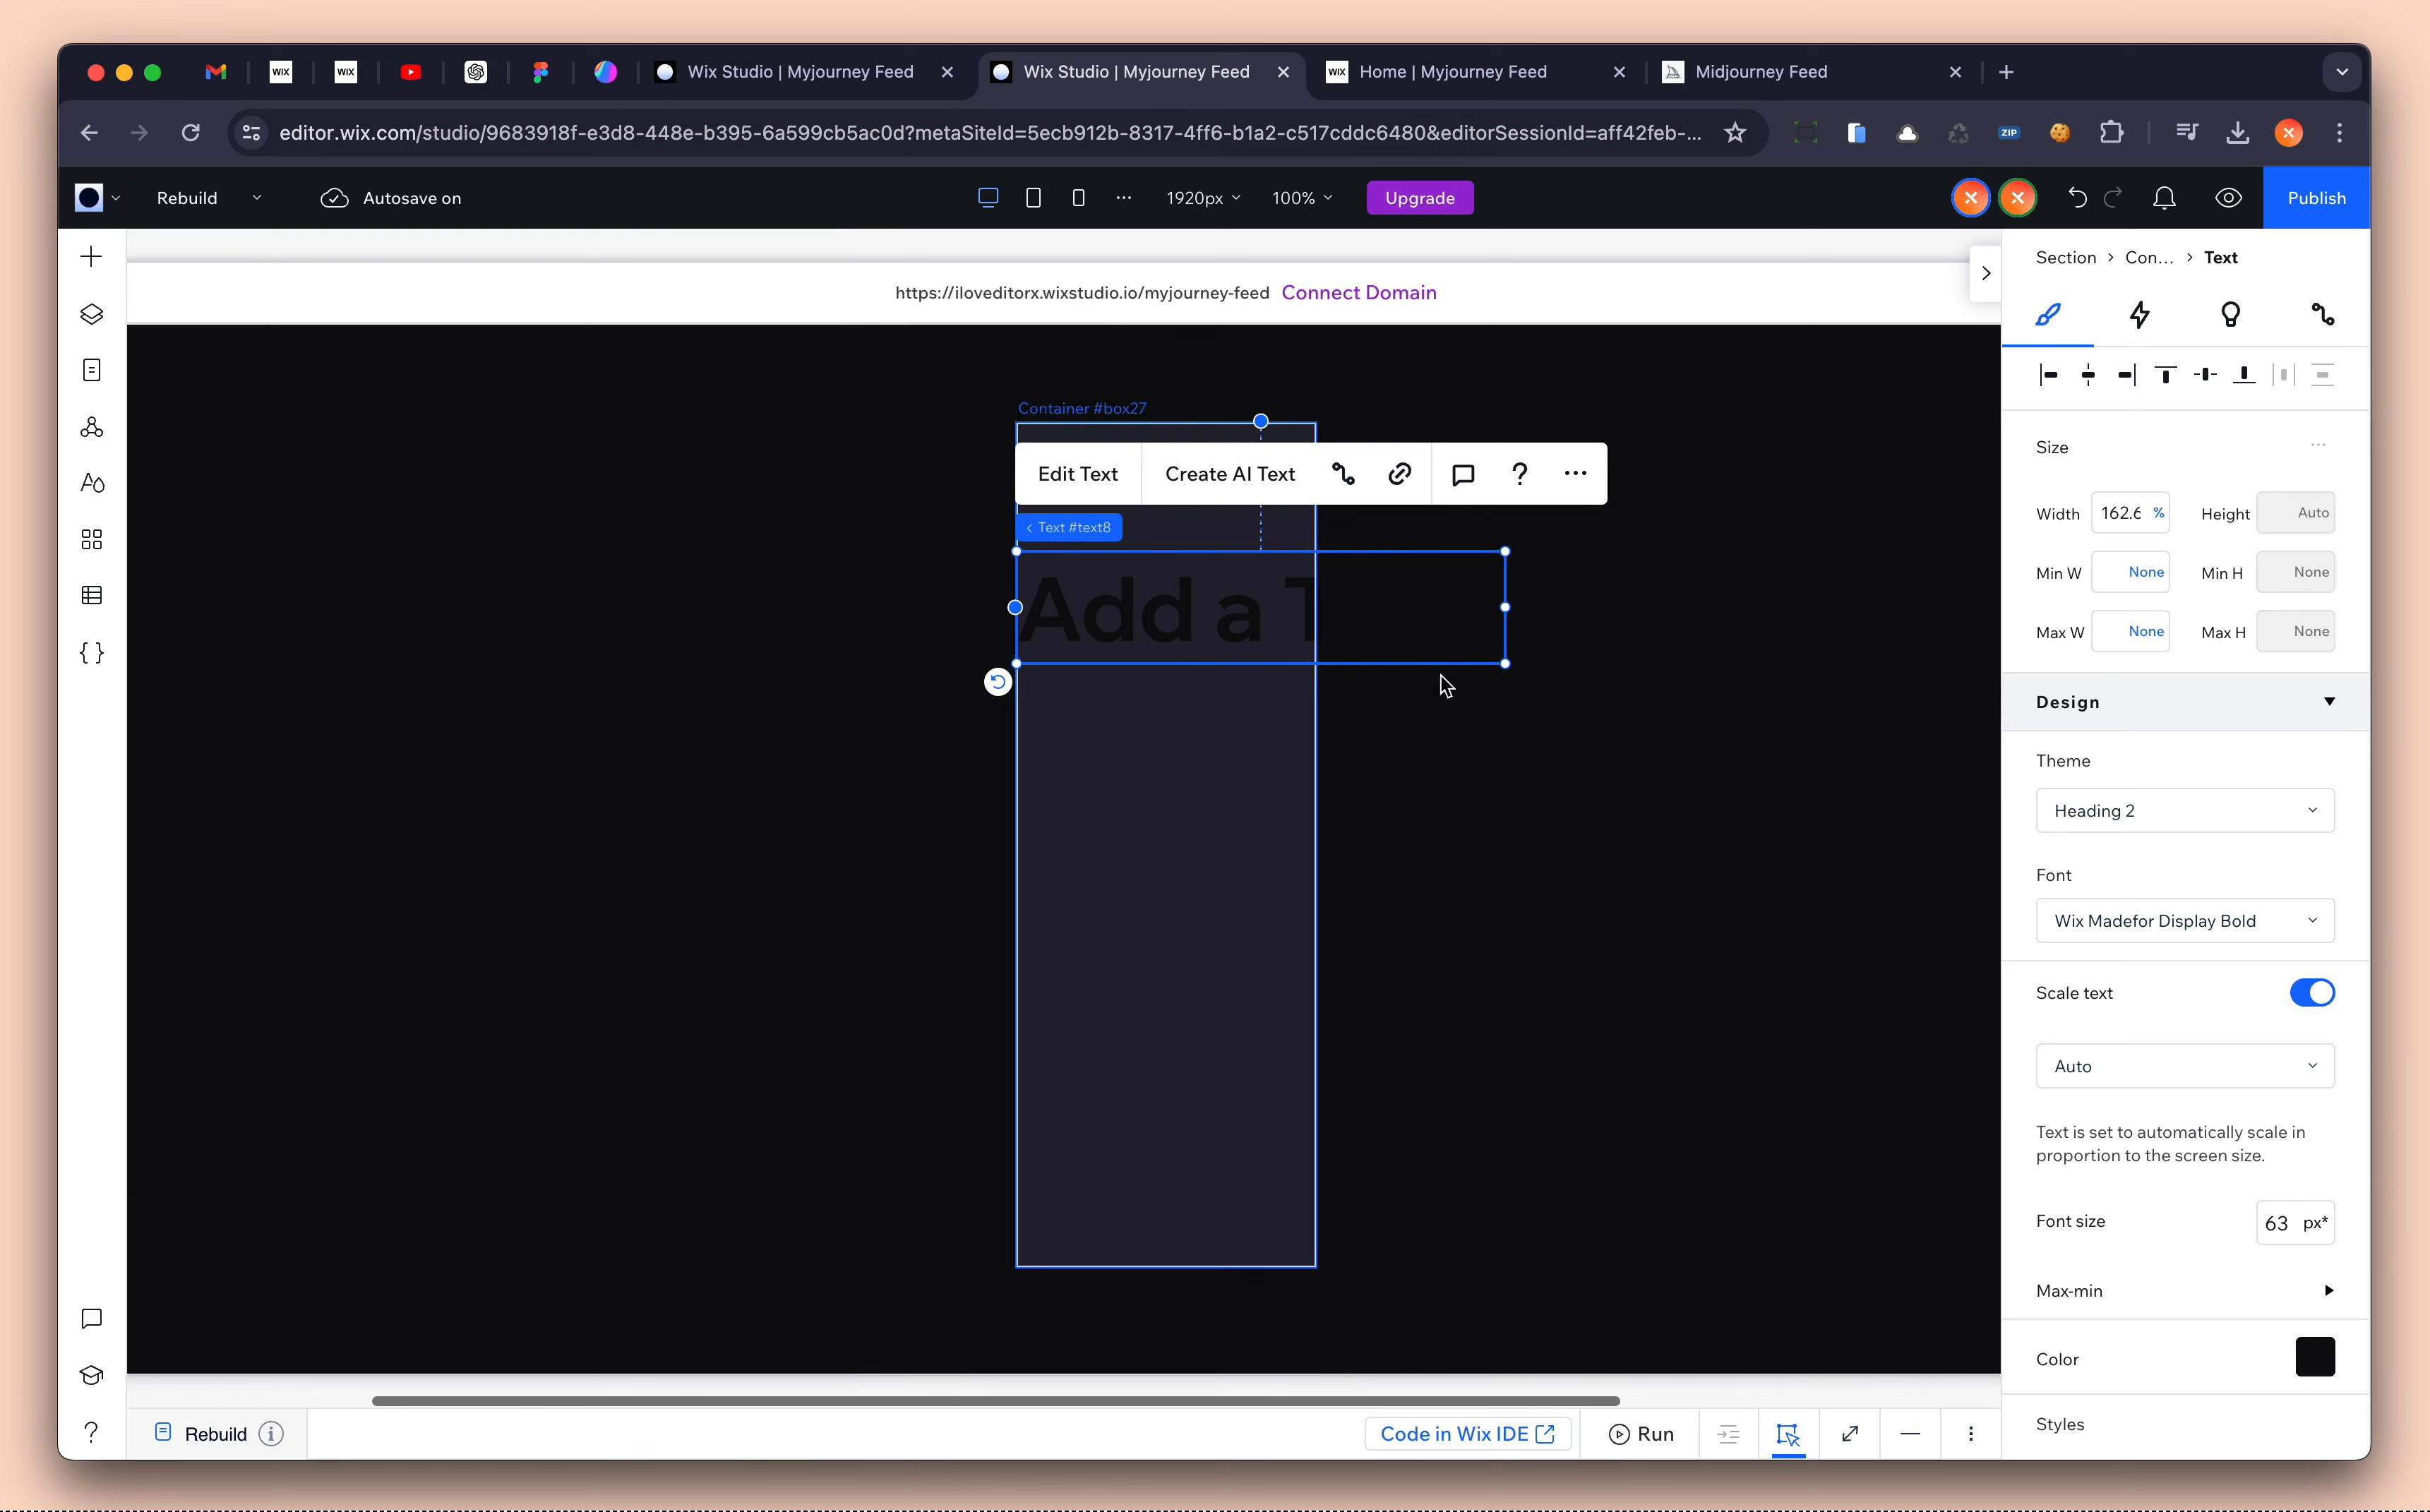 WiX
WiX
Wix Studio | Myjourney Feed
Wix Studio | Myjourney Feed
WiX
Home | Myjourney Feed
Midjourney Feed
editor.wix.com/studio/9683918f-e3d8-448e-b395-6a599cb5ac0d?metaSiteId=5ecb912b-8317-4ff6-b1a2-c517cddc6480&editorSessionId=aff42feb-...
ZIP
Rebuild
Autosave on
1920px
100%
Upgrade
Publish
https://iloveditorx.wixstudio.io/myjourney-feed Connect Domain
Section > Con... > Text
Container #box27
Edit Text
Create AI Text
< Text #text8
Add a T
Size
Width 162.6 %
Height Auto
Min W None
Min H None
Max W None
Max H None
Design
Theme
Heading 2
Font
Wix Madefor Display Bold
Scale text
Auto
Text is set to automatically scale in
proportion to the screen size.
Font size 63 px*
Max-min
Color
Styles
Rebuild
Code in Wix IDE
Run